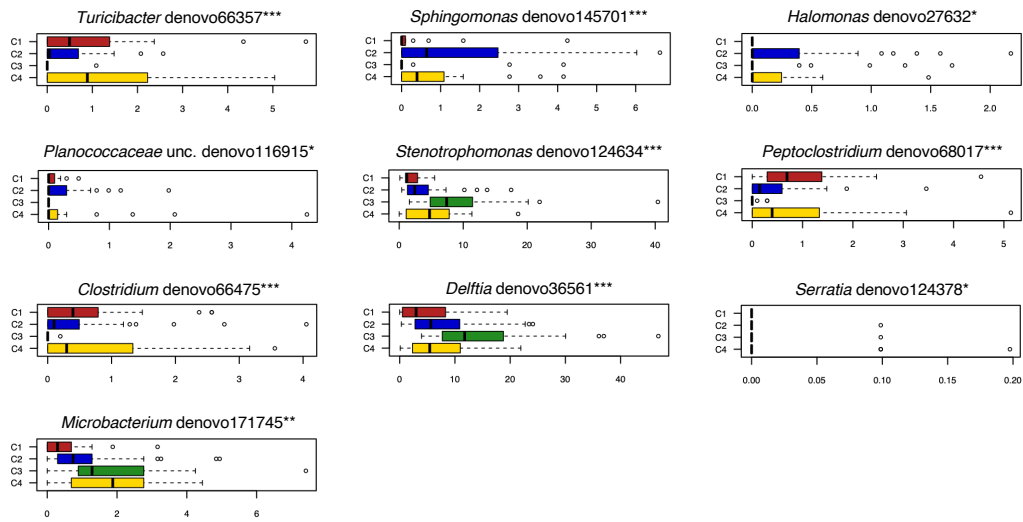 Turicibacter denovo66357***
C1
C2
C3
C4
0 1 2 3 4 5
Sphingomonas denovo145701***
C1
C2
C3
C4
0 1 2 3 4 5 6
Halomonas denovo27632*
C1
C2
C3
C4
0.0 0.5 1.0 1.5 2.0
Planococcaceae unc. denovo116915*
C1
C2
C3
C4
0 1 2 3 4
Stenotrophomonas denovo124634***
C1
C2
C3
C4
0 10 20 30 40
Peptoclostridium denovo68017***
C1
C2
C3
C4
0 1 2 3 4 5
Clostridium denovo66475***
C1
C2
C3
C4
0 1 2 3 4
Delftia denovo36561***
C1
C2
C3
C4
0 10 20 30 40
Serratia denovo124378*
C1
C2
C3
C4
0.00 0.05 0.10 0.15 0.20
Microbacterium denovo171745**
C1
C2
C3
C4
0 2 4 6